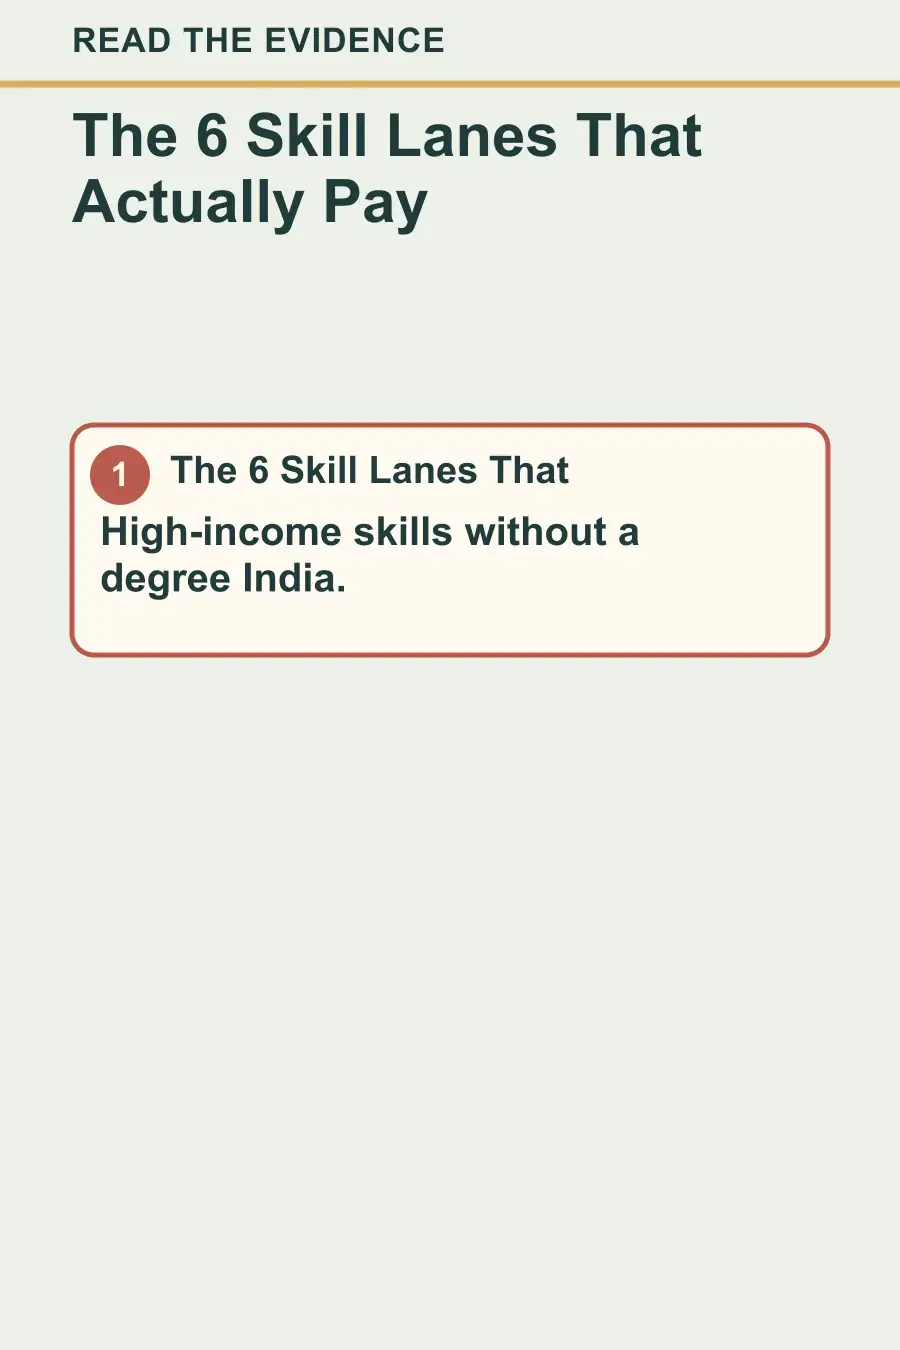 READ THE EVIDENCE
The 6 Skill Lanes That
Actually Pay
1 The 6 Skill Lanes That
High-income skills without a
degree India.